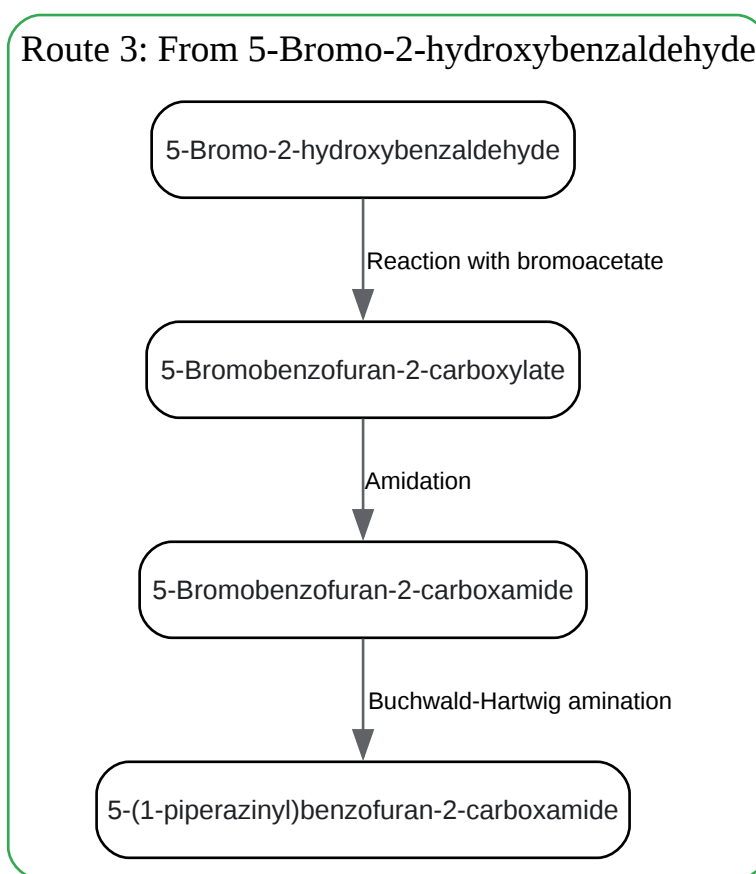 Route 3: From 5-Bromo-2-hydroxybenzaldehyde
5-Bromo-2-hydroxybenzaldehyde
Reaction with bromoacetate
5-Bromobenzofuran-2-carboxylate
Amidation
5-Bromobenzofuran-2-carboxamide
Buchwald-Hartwig amination
5-(1-piperazinyl)benzofuran-2-carboxamide